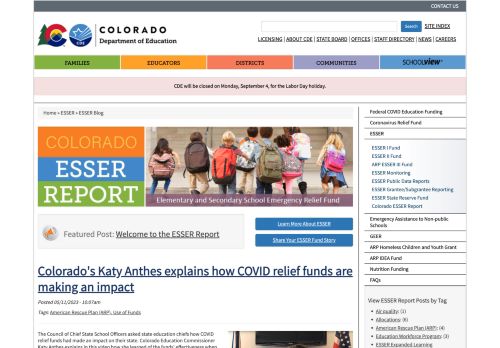 CONTACT US
COLORADO
Department of Education
CDE
Search
SITE INDEX
LICENSING | ABOUT CDE | STATE BOARD | OFFICES | STAFF DIRECTORY | NEWS | CAREERS
FAMILIES
EDUCATORS
DISTRICTS
COMMUNITIES
SCHOOLVIEW
CDE will be closed on Monday, September 4, for the Labor Day holiday.
Home » ESSER » ESSER Blog
COLORADO
ESSER
REPORT
Elementary and Secondary School Emergency Relief Fund
Featured Post: Welcome to the ESSER Report
Learn More About ESSER
Share Your ESSER Fund Story
Colorado's Katy Anthes explains how COVID relief funds are
making an impact
Posted 05/11/2023 - 10:07am
Tags: American Rescue Plan (ARP), Use of Funds
The Council of Chief State School Officers asked state education chiefs how COVID
relief funds had made an impact on their state. Colorado Education Commissioner
Katy Anthes explains in this video how she learned of the funds' effectiveness when
Federal COVID Education Funding
Coronavirus Relief Fund
ESSER
ESSER I Fund
ESSER II Fund
ARP ESSER III Fund
ESSER Monitoring
ESSER Public Data Reports
ESSER Grantee/Subgrantee Reporting
ESSER State Reserve Fund
Colorado ESSER Report
Emergency Assistance to Non-public
Schools
GEER
ARP Homeless Children and Youth Grant
ARP IDEA Fund
Nutrition Funding
FAQs
View ESSER Report Posts by Tag
Air quality (1)
Allocations (6)
American Rescue Plan (ARP) (2)
Education Workforce Program (3)
ESSER Expanded Learning